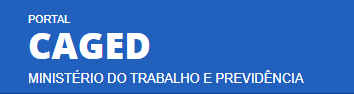 PORTAL
CAGED
MINISTÉRIO DO TRABALHO E PREVIDÊNCIA